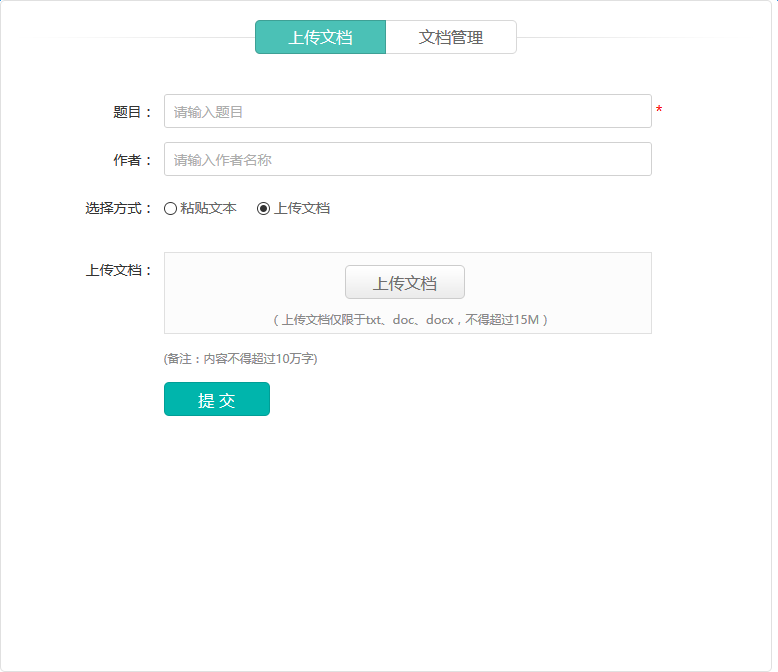 上传文档 文档管理
题目： 请输入题目 *
作者： 请输入作者名称
选择方式： 粘贴文本 上传文档
上传文档： 上传文档
（上传文档仅限于txt、doc、docx，不得超过15M）
(备注：内容不得超过10万字)
提 交